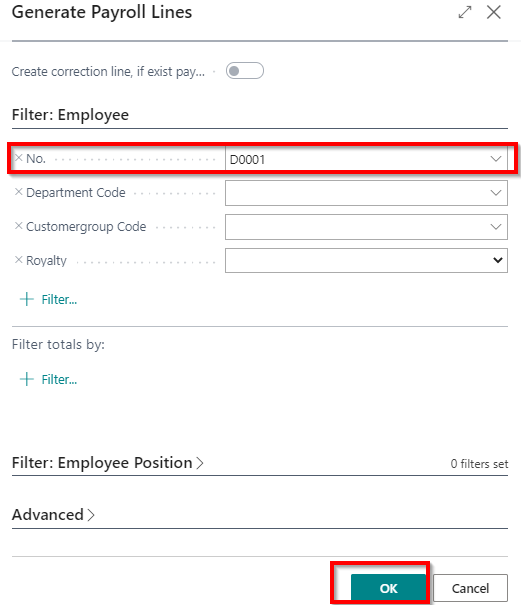 Generate Payroll Lines
Create correction line, if exist pay...
Filter: Employee
No. D0001
Department Code
Customergroup Code
Royalty
+ Filter...
Filter totals by:
+ Filter...
Filter: Employee Position > 0 filters set
Advanced >
OK Cancel